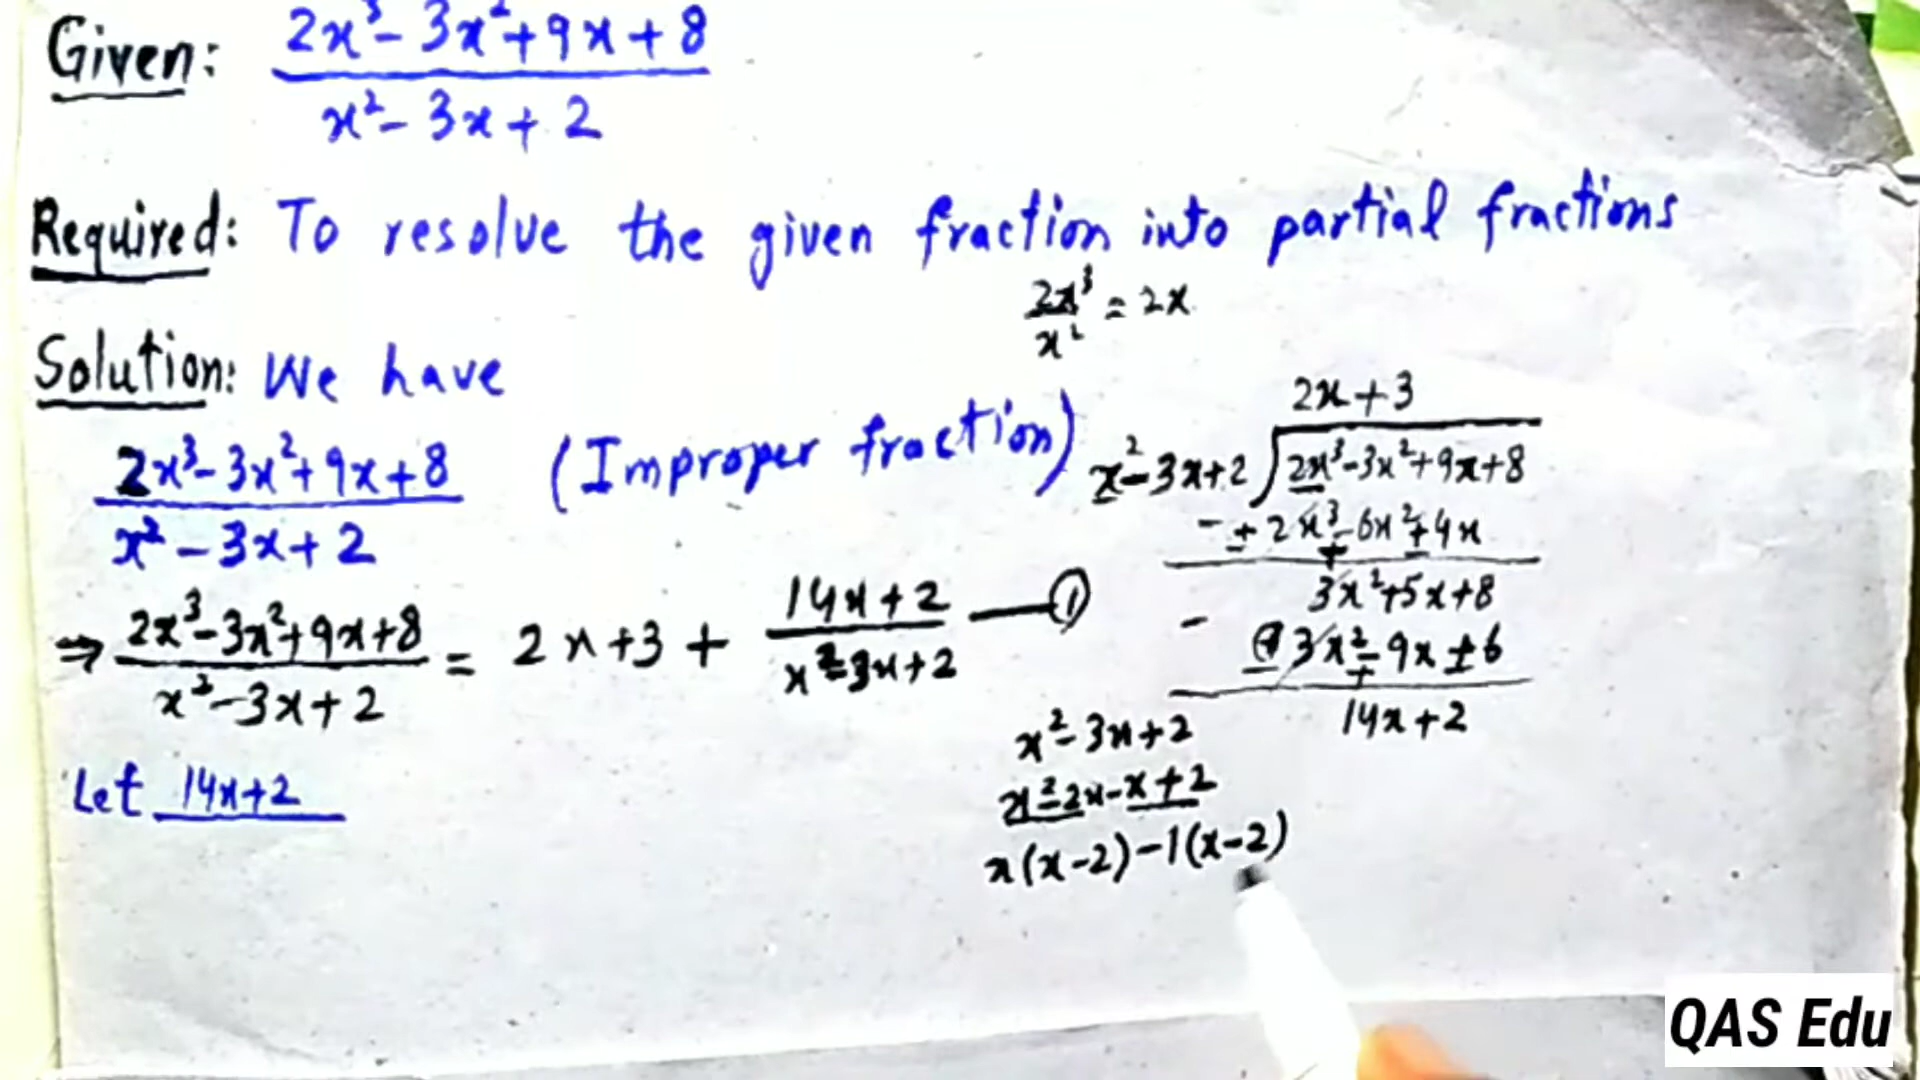 Given: 2x³-3x²+9x+8
x²-3x+2
Required: To resolve the given fraction into partial fractions
2x³/x² = 2x
Solution: We have
2x+3
2x³-3x²+9x+8 (Improper fraction) x²-3x+2 ) 2x³-3x²+9x+8
x²-3x+2
- ± 2x³ ∓ 6x² ± 4x
3x²+5x+8
⇒ 2x³-3x²+9x+8 / x²-3x+2 = 2x+3 + 14x+2 / x²-3x+2 — ①
- ± 3x² ∓ 9x ± 6
14x+2
x²-3x+2
Let 14x+2
x²-2x-x+2
x(x-2)-1(x-2)
QAS Edu